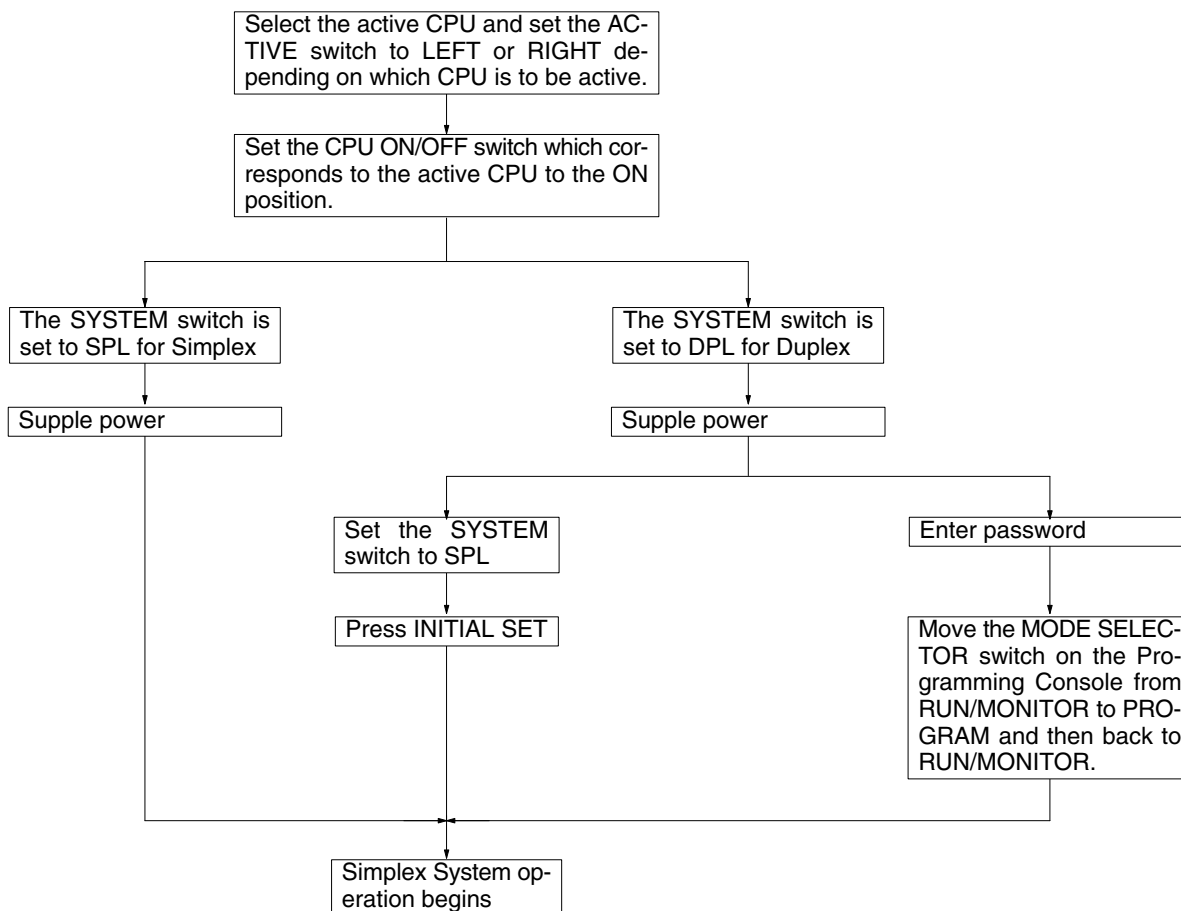 Select the active CPU and set the AC-
TIVE switch to LEFT or RIGHT de-
pending on which CPU is to be active.
Set the CPU ON/OFF switch which cor-
responds to the active CPU to the ON
position.
The SYSTEM switch is
set to SPL for Simplex
The SYSTEM switch is
set to DPL for Duplex
Supple power
Supple power
Set the SYSTEM
switch to SPL
Enter password
Press INITIAL SET
Move the MODE SELEC-
TOR switch on the Pro-
gramming Console from
RUN/MONITOR to PRO-
GRAM and then back to
RUN/MONITOR.
Simplex System op-
eration begins